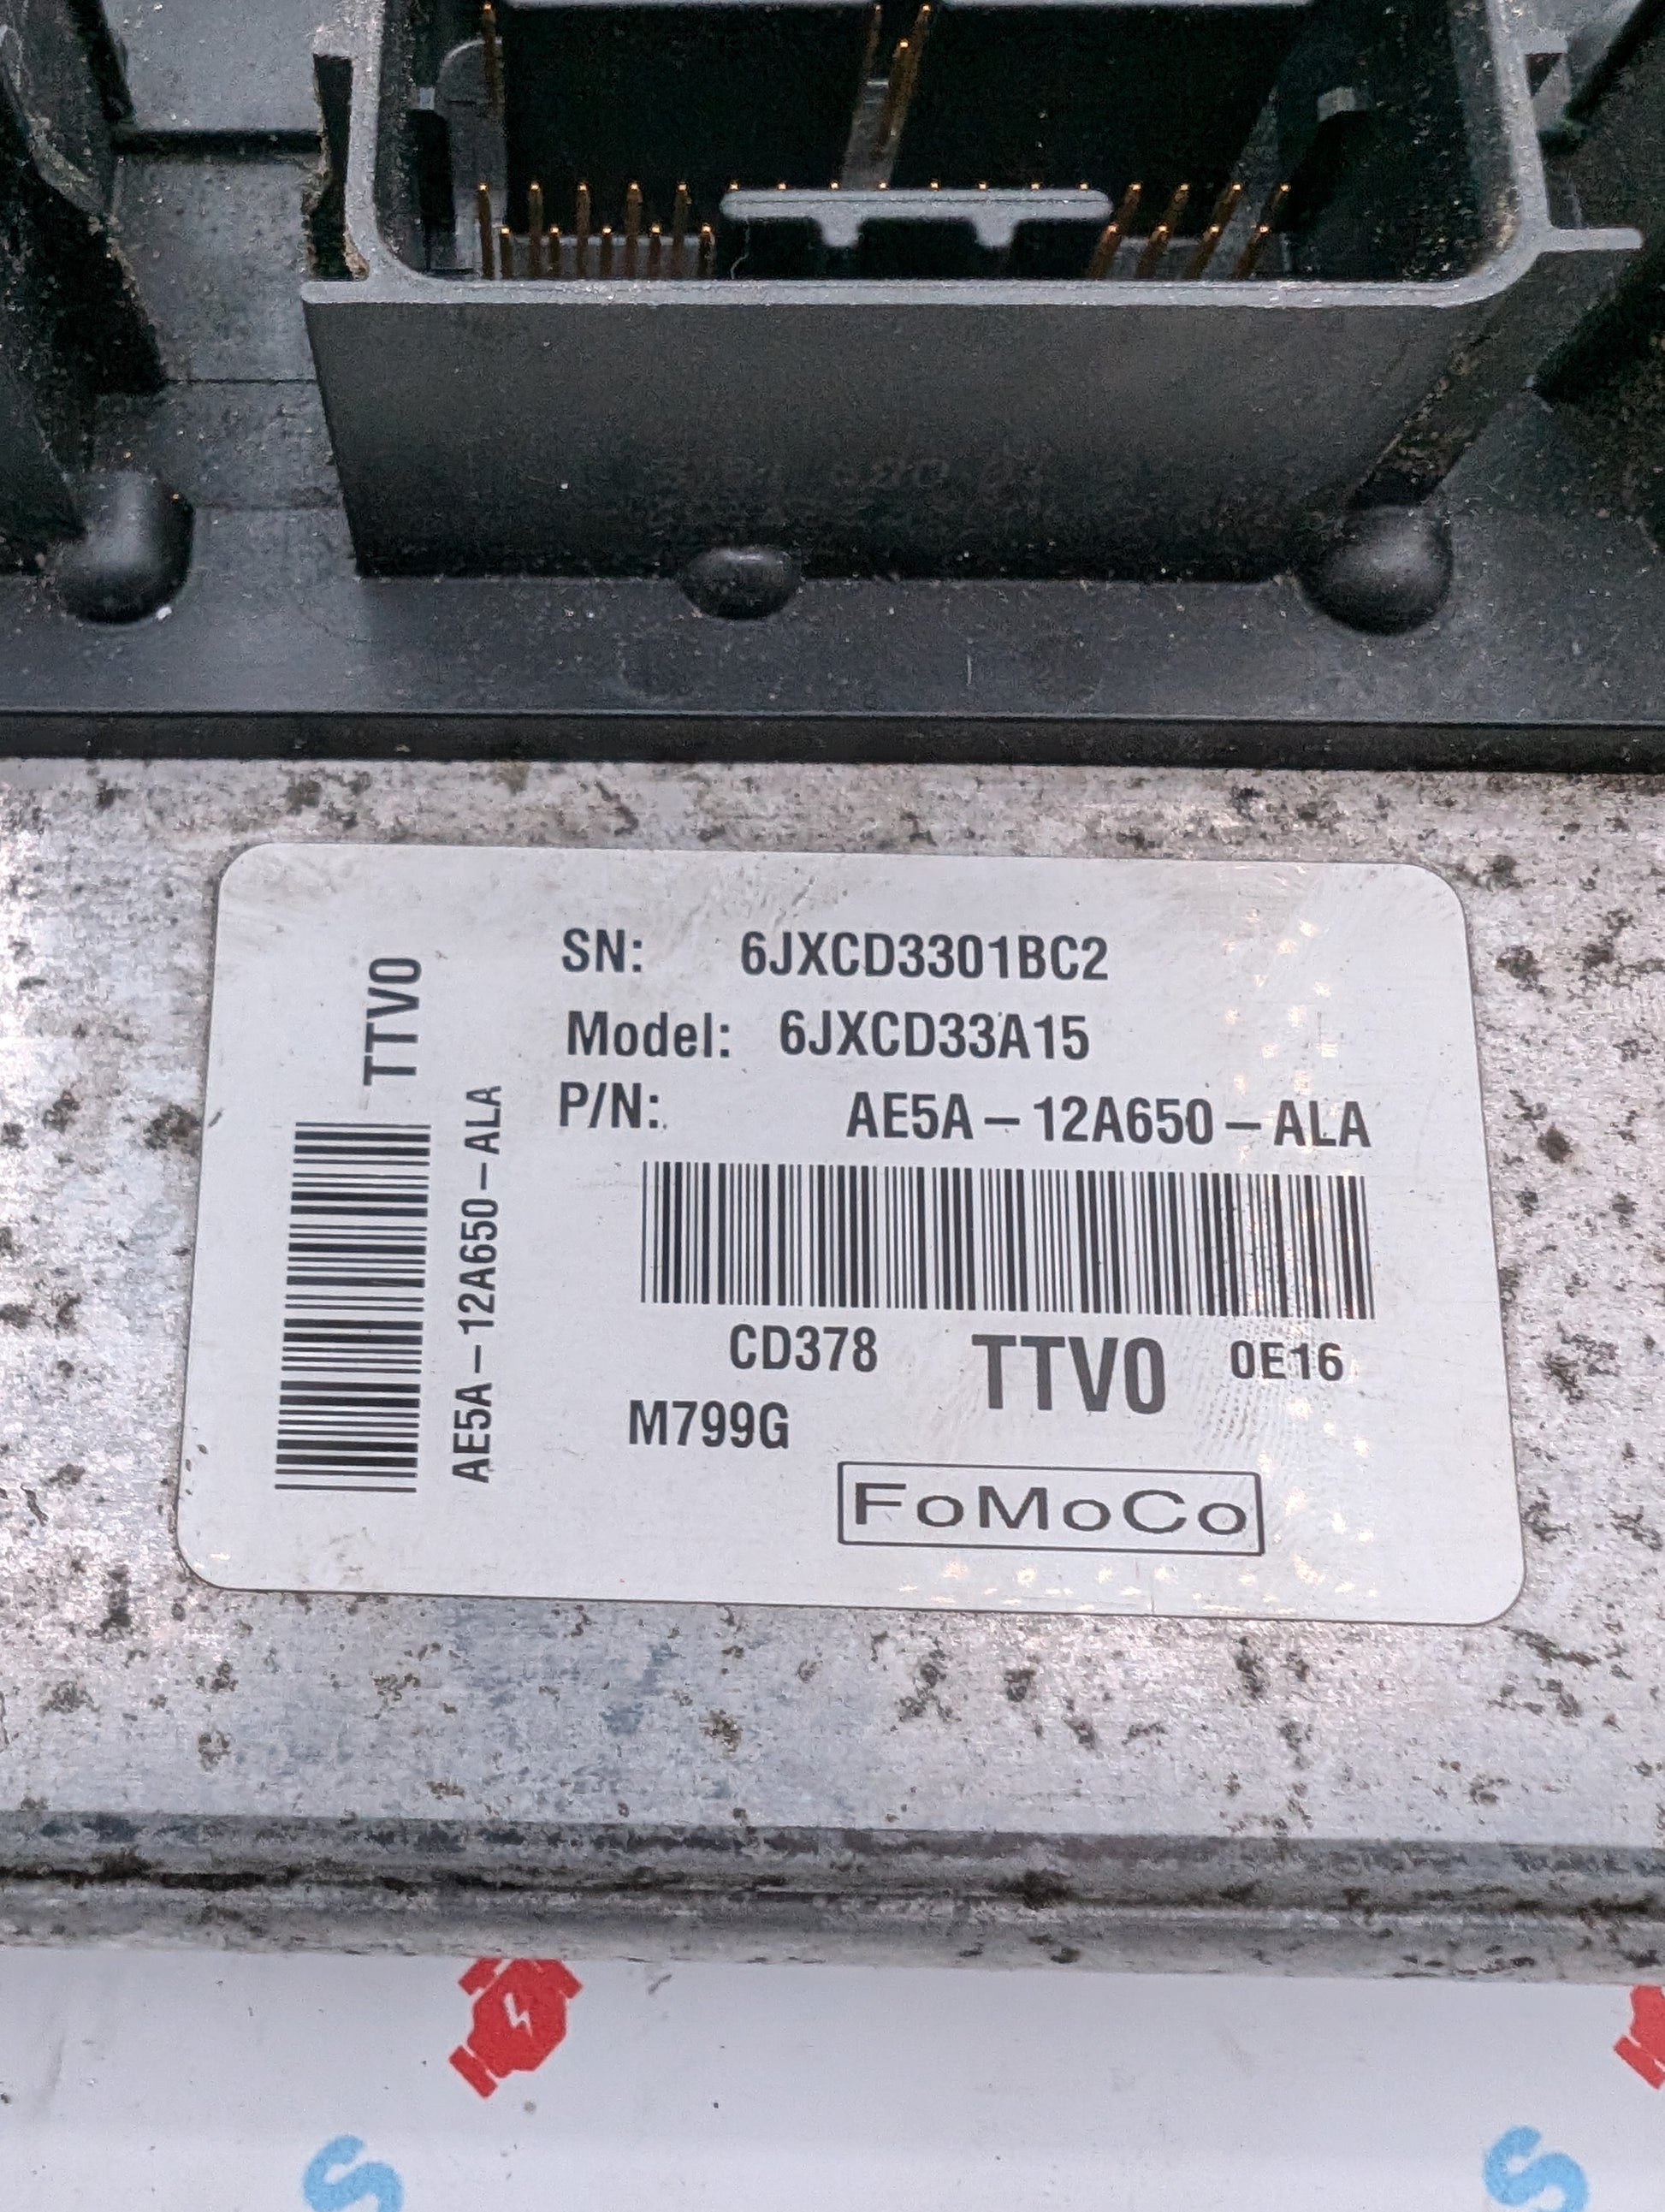 SN: 6JXCD3301BC2
Model: 6JXCD33A15
P/N: AE5A-12A650-ALA
CD378 TTV0 0E16
M799G
FoMoCo
TTV0
AE5A-12A650-ALA
S
S